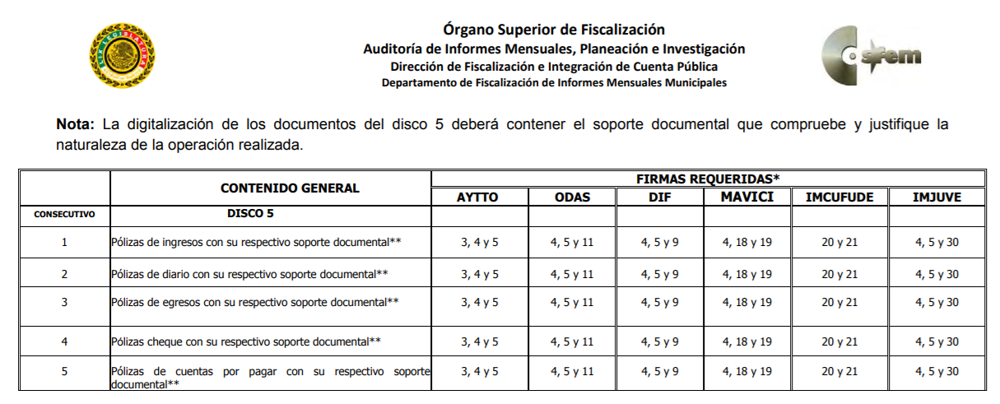 LIX LEGISLATURA
Órgano Superior de Fiscalización
Auditoría de Informes Mensuales, Planeación e Investigación
Dirección de Fiscalización e Integración de Cuenta Pública
Departamento de Fiscalización de Informes Mensuales Municipales
osfem
Nota: La digitalización de los documentos del disco 5 deberá contener el soporte documental que compruebe y justifique la
naturaleza de la operación realizada.
CONTENIDO GENERAL FIRMAS REQUERIDAS*
AYTTO ODAS DIF MAVICI IMCUFUDE IMJUVE
CONSECUTIVO DISCO 5
1 Pólizas de ingresos con su respectivo soporte documental** 3, 4 y 5 4, 5 y 11 4, 5 y 9 4, 18 y 19 20 y 21 4, 5 y 30
2 Pólizas de diario con su respectivo soporte documental** 3, 4 y 5 4, 5 y 11 4, 5 y 9 4, 18 y 19 20 y 21 4, 5 y 30
3 Pólizas de egresos con su respectivo soporte documental** 3, 4 y 5 4, 5 y 11 4, 5 y 9 4, 18 y 19 20 y 21 4, 5 y 30
4 Pólizas cheque con su respectivo soporte documental** 3, 4 y 5 4, 5 y 11 4, 5 y 9 4, 18 y 19 20 y 21 4, 5 y 30
5 Pólizas de cuentas por pagar con su respectivo soporte 3, 4 y 5 4, 5 y 11 4, 5 y 9 4, 18 y 19 20 y 21 4, 5 y 30
documental**